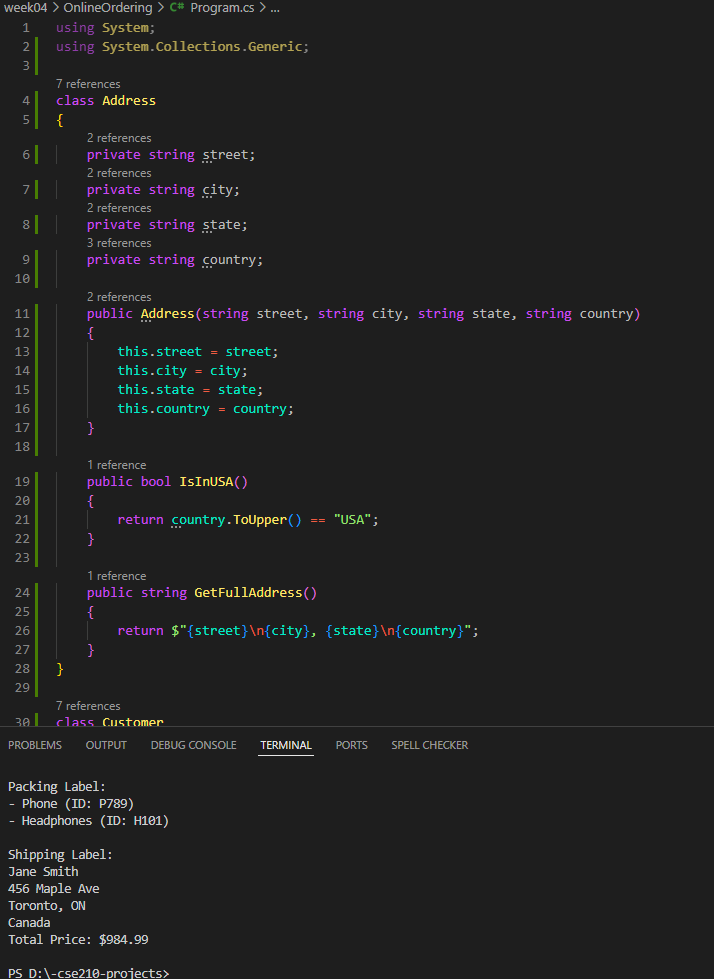 week04 > OnlineOrdering > C# Program.cs > ...
1 using System;
2 using System.Collections.Generic;
3
7 references
4 class Address
5 {
2 references
6 private string street;
2 references
7 private string city;
2 references
8 private string state;
3 references
9 private string country;
10
2 references
11 public Address(string street, string city, string state, string country)
12 {
13 this.street = street;
14 this.city = city;
15 this.state = state;
16 this.country = country;
17 }
18
1 reference
19 public bool IsInUSA()
20 {
21 return country.ToUpper() == "USA";
22 }
23
1 reference
24 public string GetFullAddress()
25 {
26 return $"{street}\n{city}, {state}\n{country}";
27 }
28 }
29
7 references
30 class Customer
PROBLEMS OUTPUT DEBUG CONSOLE TERMINAL PORTS SPELL CHECKER
Packing Label:
- Phone (ID: P789)
- Headphones (ID: H101)
Shipping Label:
Jane Smith
456 Maple Ave
Toronto, ON
Canada
Total Price: $984.99
PS D:\-cse210-projects>